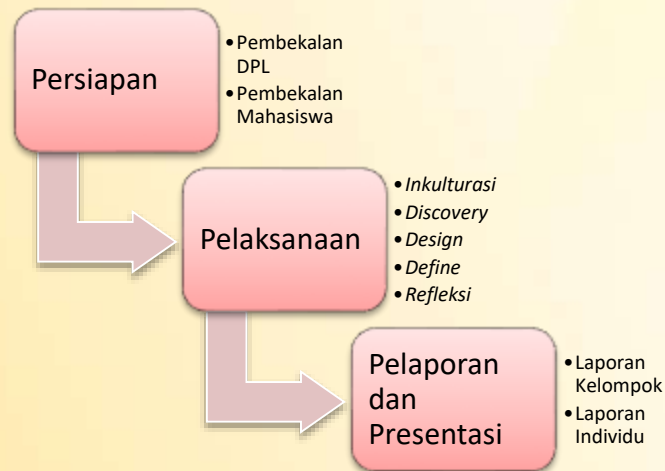 Persiapan
•Pembekalan
DPL
•Pembekalan
Mahasiswa
Pelaksanaan
•Inkulturasi
•Discovery
•Design
•Define
•Refleksi
Pelaporan
dan
Presentasi
•Laporan
Kelompok
•Laporan
Individu